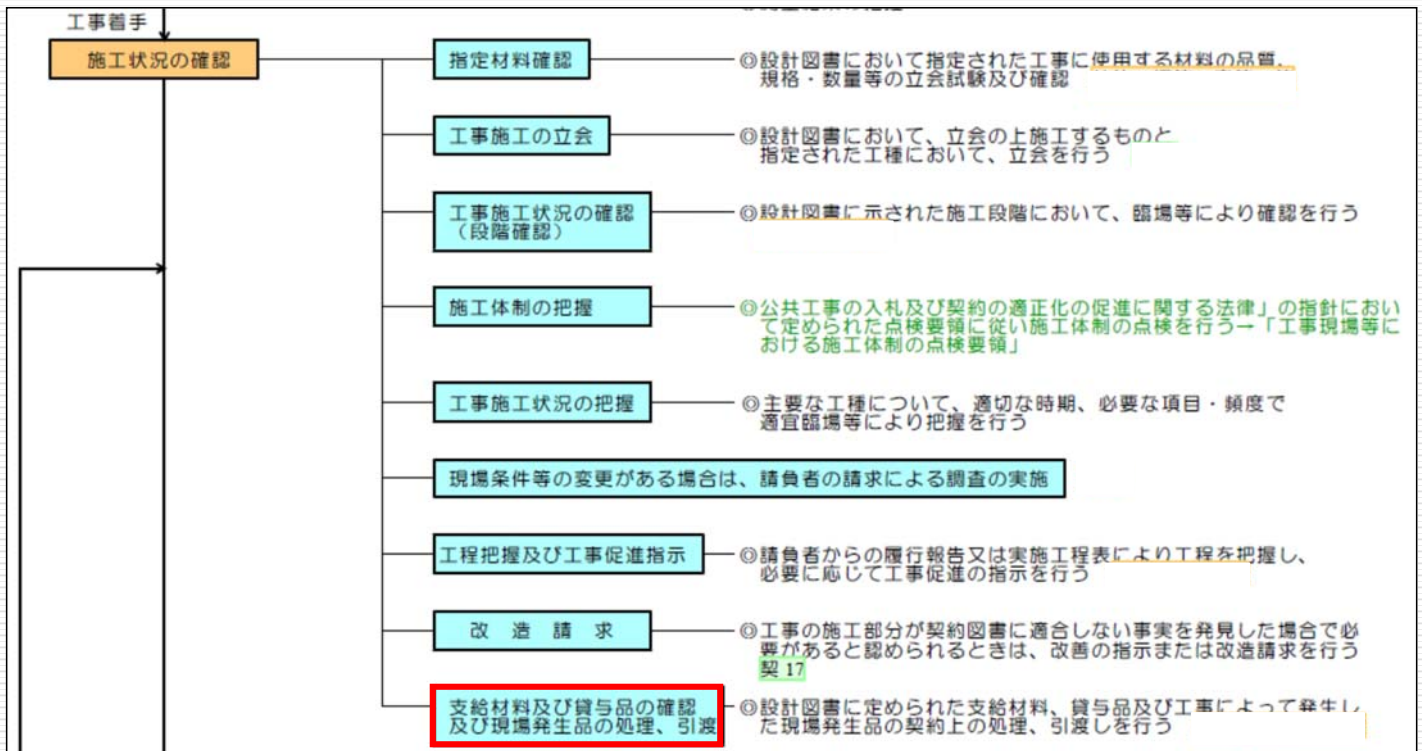 工事着手
施工状況の確認
指定材料確認
◎設計図書において指定された工事に使用する材料の品質、
規格・数量等の立会試験及び確認
工事施工の立会
◎設計図書において、立会の上施工するものと
指定された工種において、立会を行う
工事施工状況の確認
（段階確認）
◎設計図書に示された施工段階において、臨場等により確認を行う
施工体制の把握
◎公共工事の入札及び契約の適正化の促進に関する法律」の指針におい
て定められた点検要領に従い施工体制の点検を行う→「工事現場等に
おける施工体制の点検要領」
工事施工状況の把握
◎主要な工種について、適切な時期、必要な項目・頻度で
適宜臨場等により把握を行う
現場条件等の変更がある場合は、請負者の請求による調査の実施
工程把握及び工事促進指示
◎請負者からの履行報告又は実施工程表により工程を把握し、
必要に応じて工事促進の指示を行う
改 造 請 求
◎工事の施工部分が契約図書に適合しない事実を発見した場合で必
要があると認められるときは、改善の指示または改造請求を行う
契 17
支給材料及び貸与品の確認
及び現場発生品の処理、引渡
◎設計図書に定められた支給材料、貸与品及び工事によって発生し
た現場発生品の契約上の処理、引渡しを行う